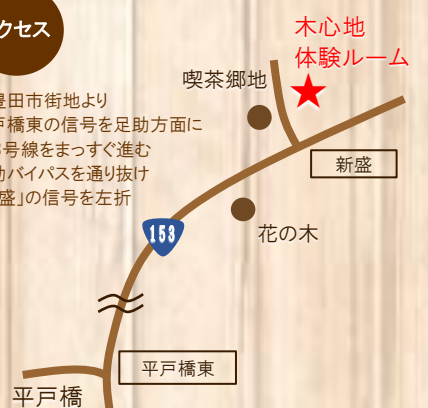 クセス
木心地
体験ルーム
喫茶郷地
豊田市街地より
戸橋東の信号を足助方面に
号線をまっすぐ進む
助バイパスを通り抜け
盛」の信号を左折
新盛
花の木
153
平戸橋東
平戸橋